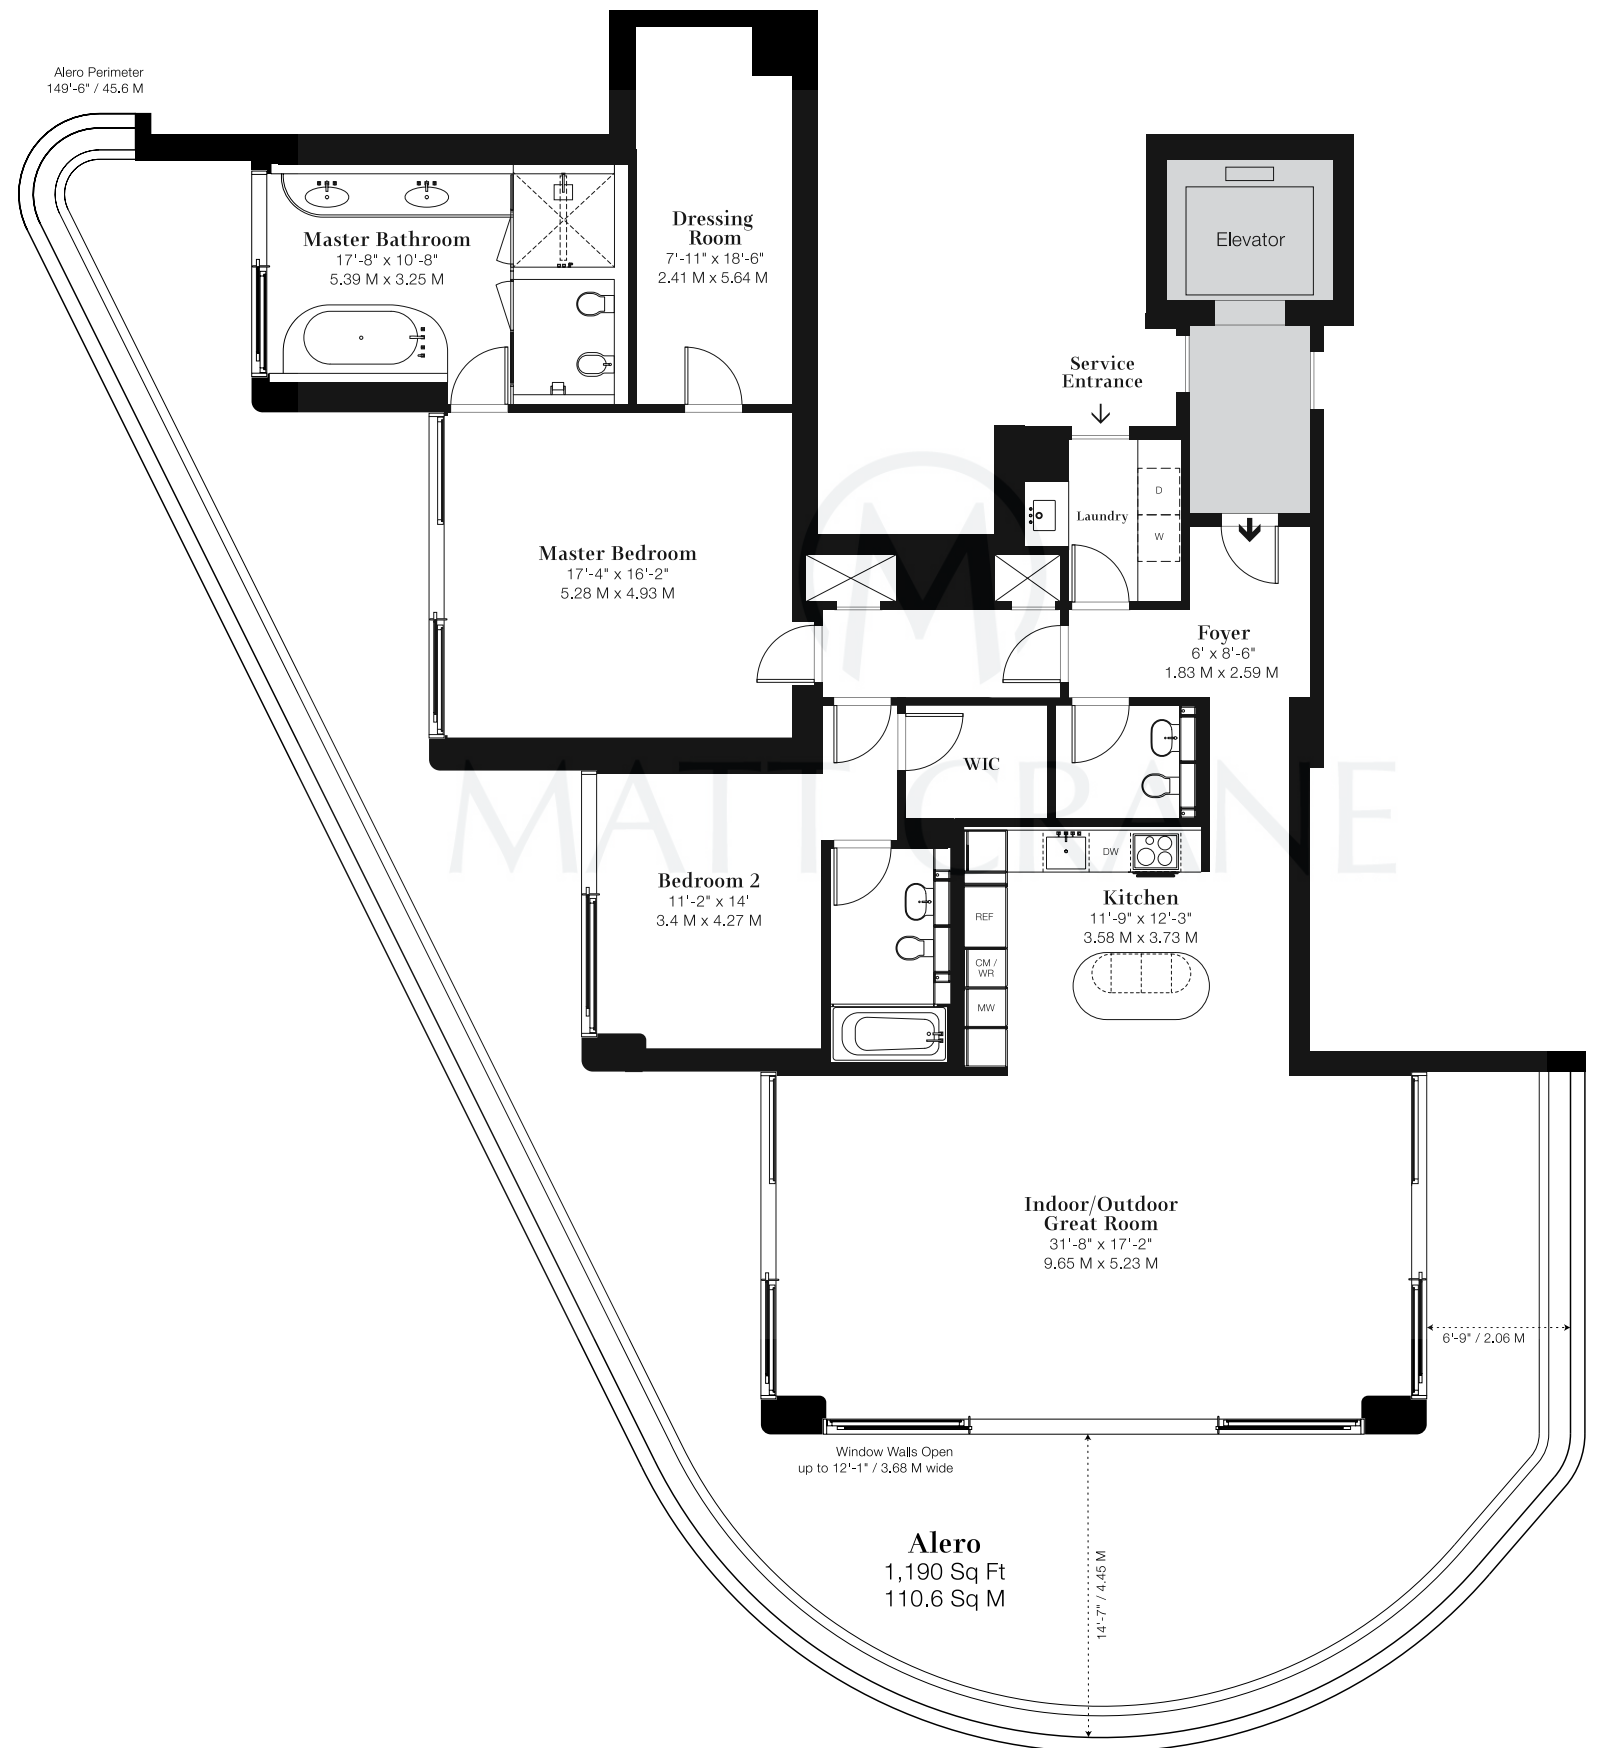 Alero Perimeter
149'-6" / 45.6 M
Master Bathroom
17'-8" x 10'-8"
5.39 M x 3.25 M
Dressing
Room
7'-11" x 18'-6"
2.41 M x 5.64 M
Elevator
Service
Entrance
D
Laundry
W
Master Bedroom
17'-4" x 16'-2"
5.28 M x 4.93 M
M
Foyer
6' x 8'-6"
1.83 M x 2.59 M
WIC
MATT CRANE
DW
Bedroom 2
11'-2" x 14'
3.4 M x 4.27 M
Kitchen
11'-9" x 12'-3"
3.58 M x 3.73 M
REF
CM /
WR
MW
Indoor/Outdoor
Great Room
31'-8" x 17'-2"
9.65 M x 5.23 M
6'-9" / 2.06 M
Window Walls Open
up to 12'-1" / 3.68 M wide
Alero
1,190 Sq Ft
110.6 Sq M
14'-7" / 4.45 M